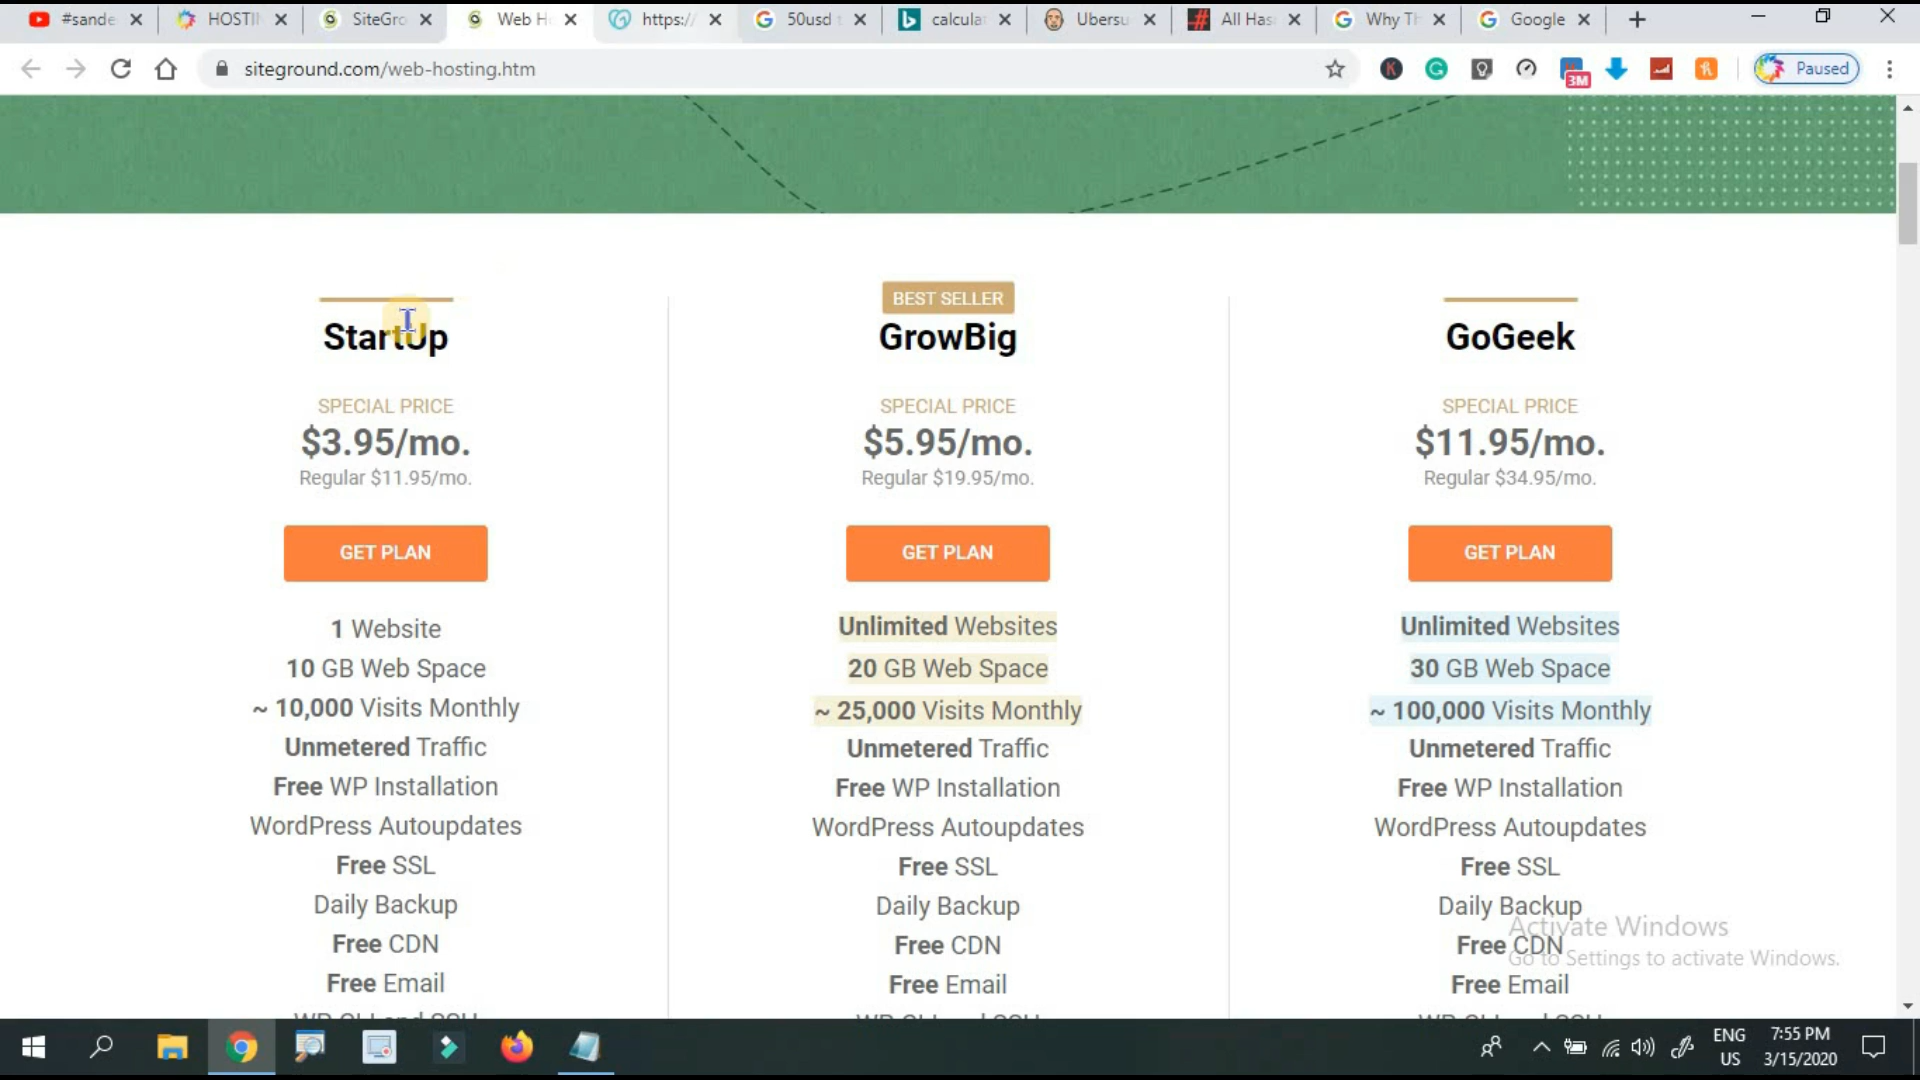 #sande
HOSTIN
SiteGro
Web H
https:/
50usd
calcula
Ubersu
All Has
Why T
Google
siteground.com/web-hosting.htm
3M
Paused
StartUp
SPECIAL PRICE
$3.95/mo.
Regular $11.95/mo.
GET PLAN
1 Website
10 GB Web Space
~ 10,000 Visits Monthly
Unmetered Traffic
Free WP Installation
WordPress Autoupdates
Free SSL
Daily Backup
Free CDN
Free Email
BEST SELLER
GrowBig
SPECIAL PRICE
$5.95/mo.
Regular $19.95/mo.
GET PLAN
Unlimited Websites
20 GB Web Space
~ 25,000 Visits Monthly
Unmetered Traffic
Free WP Installation
WordPress Autoupdates
Free SSL
Daily Backup
Free CDN
Free Email
GoGeek
SPECIAL PRICE
$11.95/mo.
Regular $34.95/mo.
GET PLAN
Unlimited Websites
30 GB Web Space
~ 100,000 Visits Monthly
Unmetered Traffic
Free WP Installation
WordPress Autoupdates
Free SSL
Daily Backup
Free CDN
Free Email
Activate Windows
Go to Settings to activate Windows.
ENG
US
7:55 PM
3/15/2020